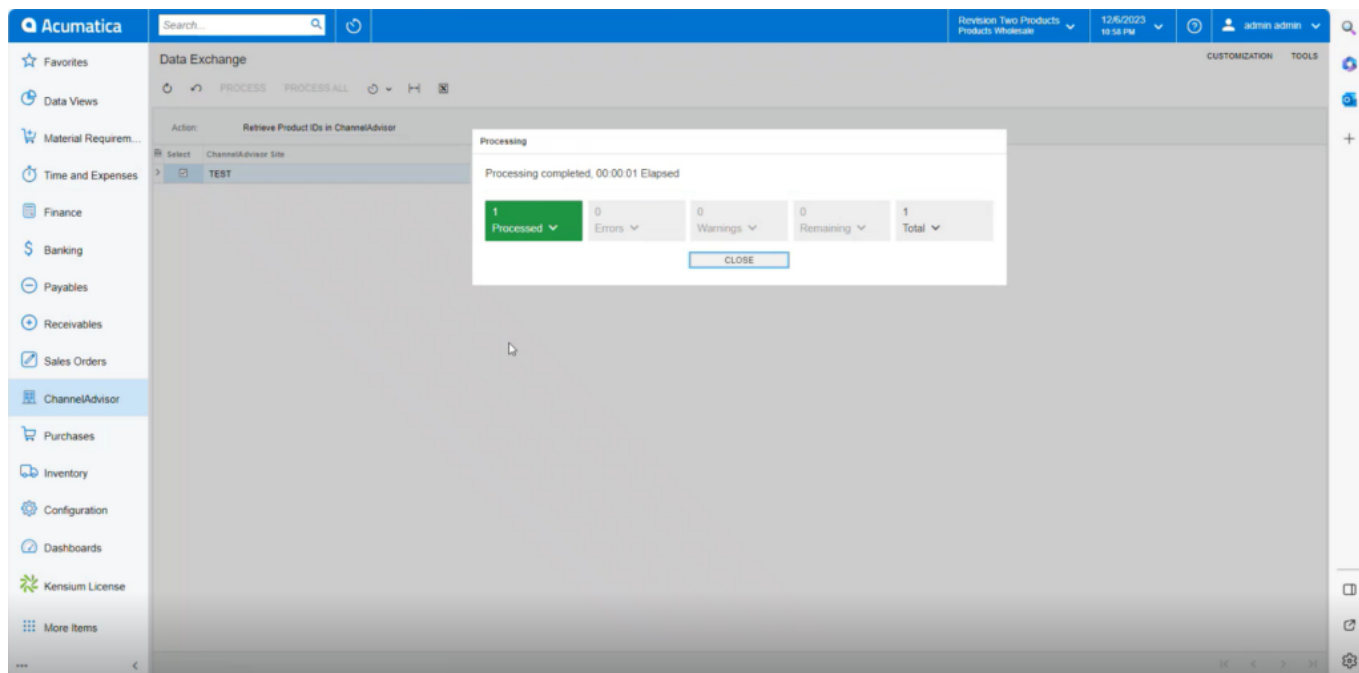 Acumatica
Search...
Revision Two Products
Products Wholesale
12/6/2023
10:58 PM
admin admin
Favorites
Data Views
Material Requirem...
Time and Expenses
Finance
Banking
Payables
Receivables
Sales Orders
ChannelAdvisor
Purchases
Inventory
Configuration
Dashboards
Kensium License
More Items
Data Exchange
CUSTOMIZATION TOOLS
PROCESS PROCESS ALL
Action: Retrieve Product IDs in ChannelAdvisor
Select ChannelAdvisor Site
TEST
Processing
Processing completed, 00:00:01 Elapsed
1 0 0 0 1
Processed Errors Warnings Remaining Total
CLOSE